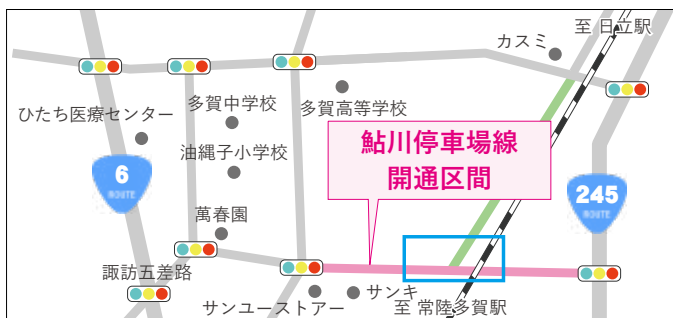 至 日立駅
カスミ
ひたち医療センター
多賀中学校
多賀高等学校
油縄子小学校
鮎川停車場線
開通区間
6
ROUTE
245
ROUTE
萬春園
諏訪五差路
サンユーストアー
サンキ
至 常陸多賀駅